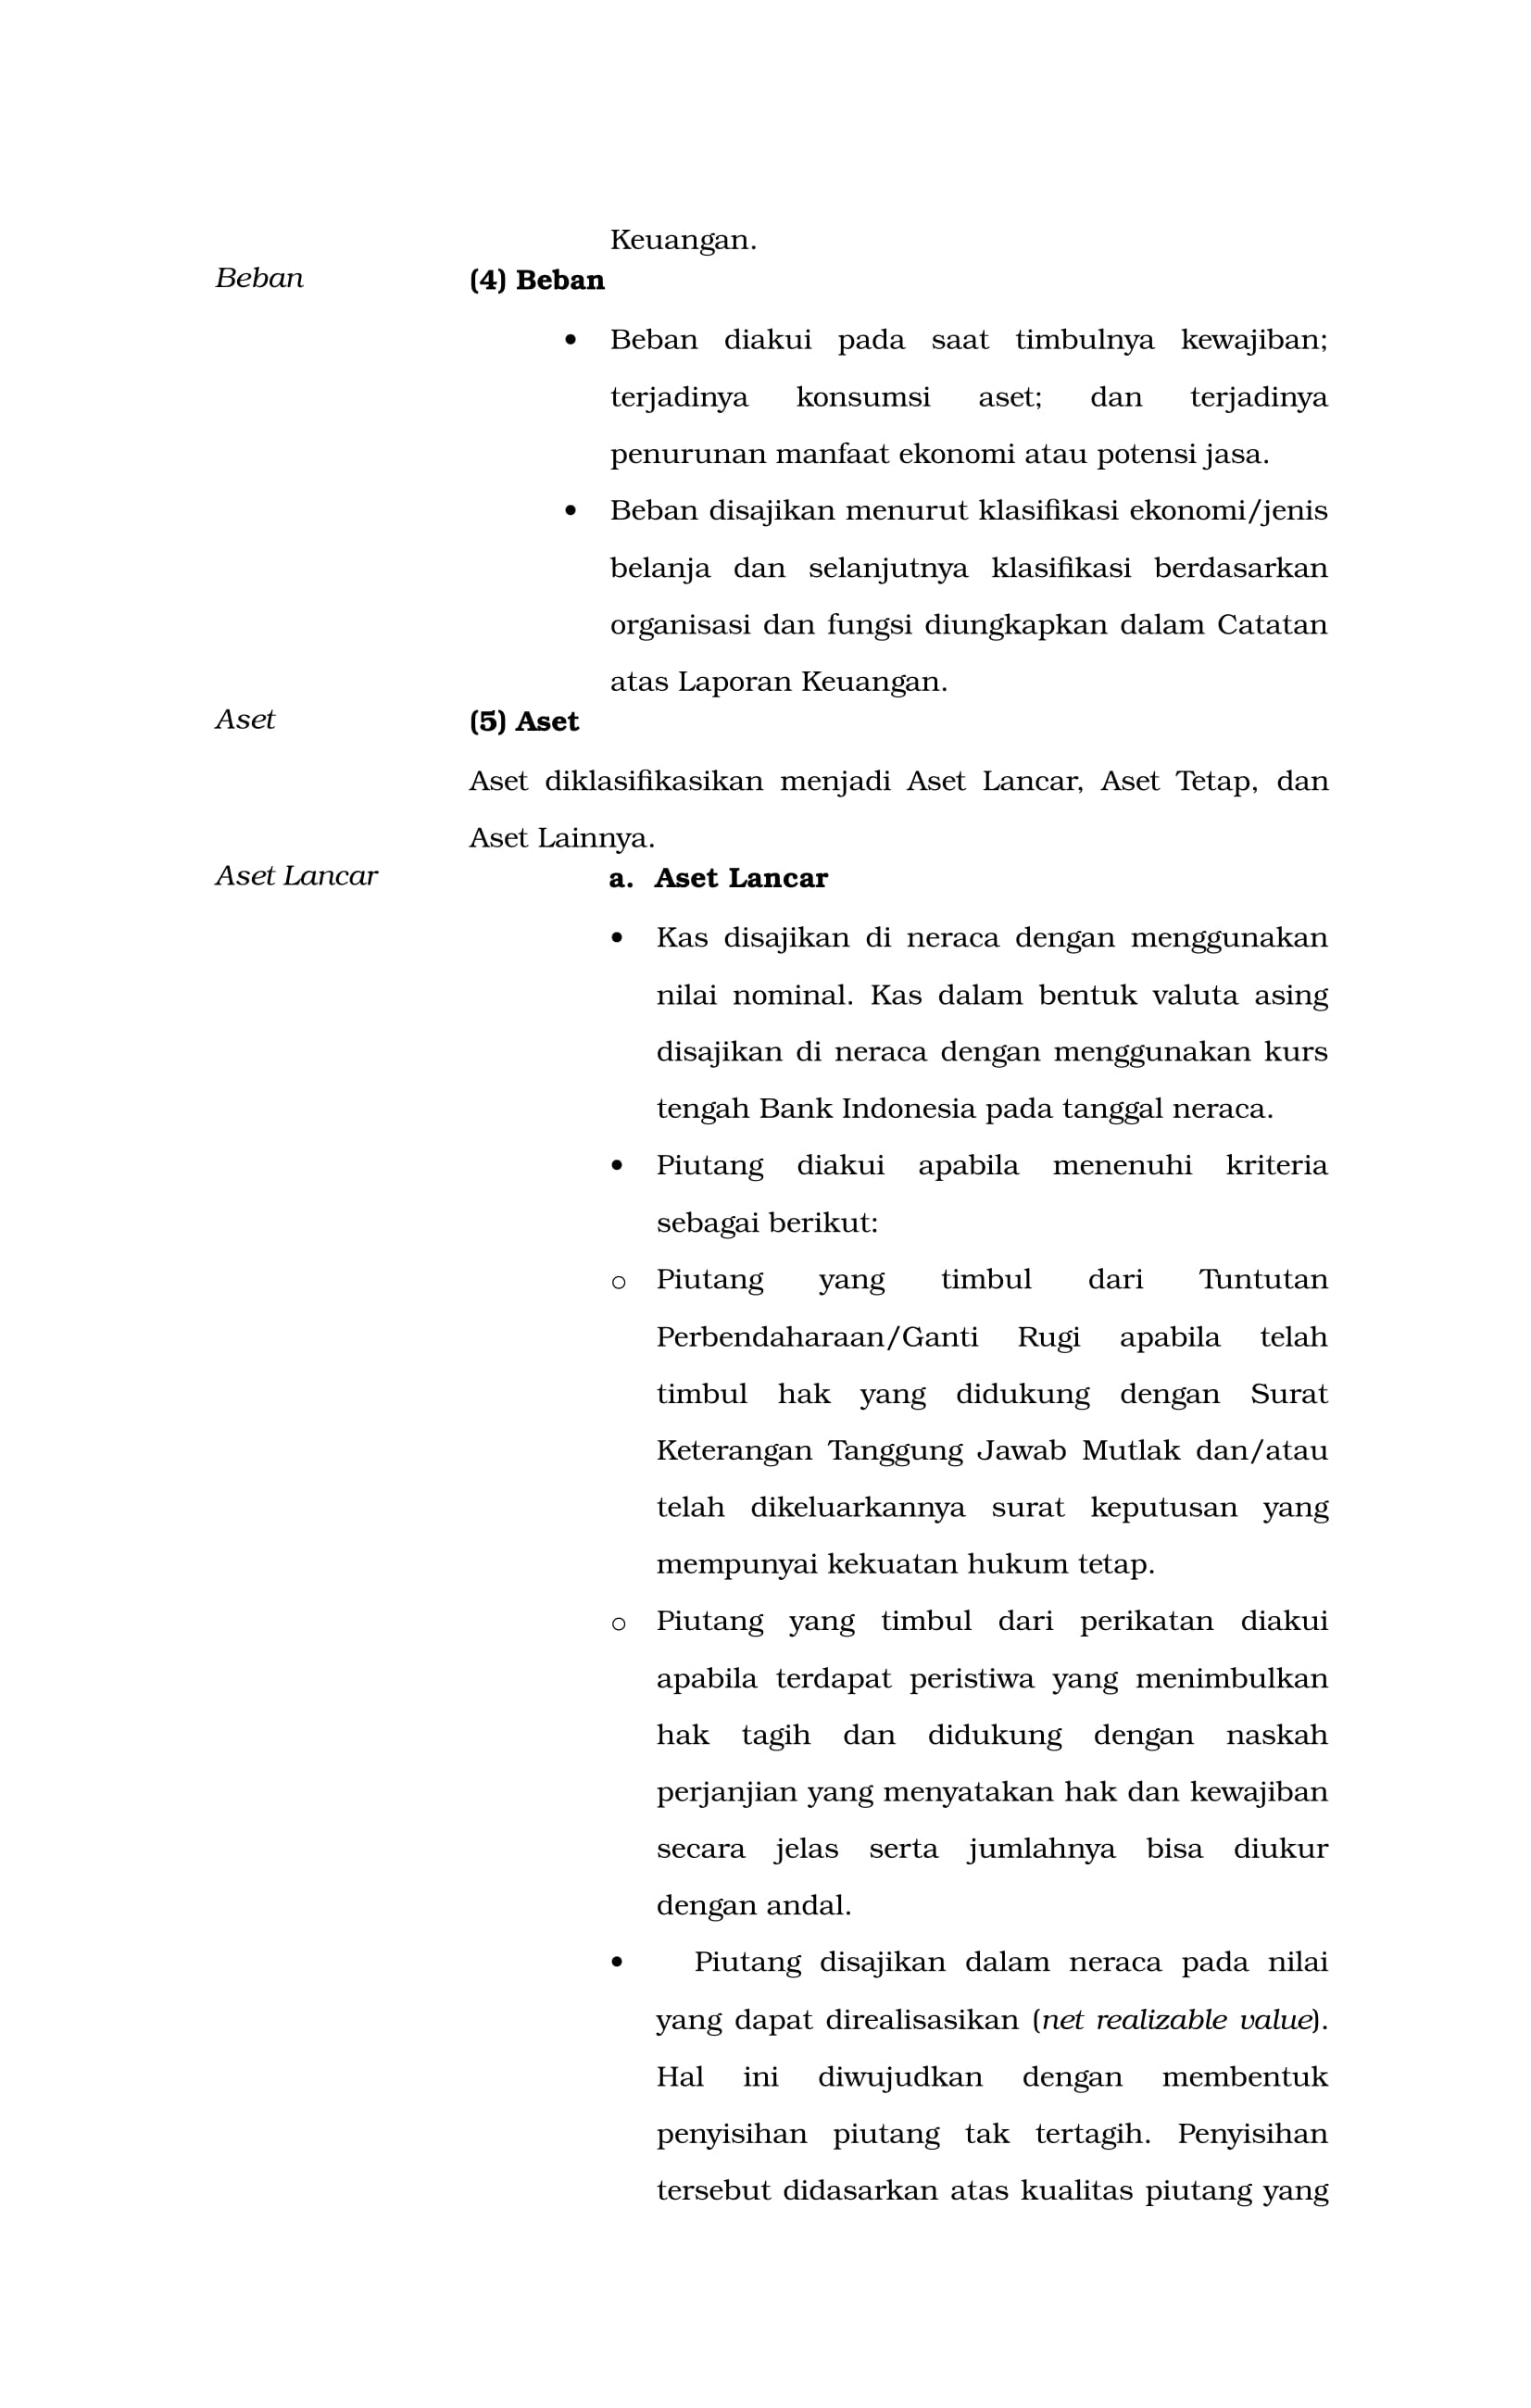 Keuangan.
Beban (4) Beban
• Beban diakui pada saat timbulnya kewajiban;
terjadinya konsumsi aset; dan terjadinya
penurunan manfaat ekonomi atau potensi jasa.
• Beban disajikan menurut klasifikasi ekonomi/jenis
belanja dan selanjutnya klasifikasi berdasarkan
organisasi dan fungsi diungkapkan dalam Catatan
atas Laporan Keuangan.
Aset (5) Aset
Aset diklasifikasikan menjadi Aset Lancar, Aset Tetap, dan
Aset Lainnya.
Aset Lancar a. Aset Lancar
• Kas disajikan di neraca dengan menggunakan
nilai nominal. Kas dalam bentuk valuta asing
disajikan di neraca dengan menggunakan kurs
tengah Bank Indonesia pada tanggal neraca.
• Piutang diakui apabila menenuhi kriteria
sebagai berikut:
○ Piutang yang timbul dari Tuntutan
Perbendaharaan/Ganti Rugi apabila telah
timbul hak yang didukung dengan Surat
Keterangan Tanggung Jawab Mutlak dan/atau
telah dikeluarkannya surat keputusan yang
mempunyai kekuatan hukum tetap.
○ Piutang yang timbul dari perikatan diakui
apabila terdapat peristiwa yang menimbulkan
hak tagih dan didukung dengan naskah
perjanjian yang menyatakan hak dan kewajiban
secara jelas serta jumlahnya bisa diukur
dengan andal.
• Piutang disajikan dalam neraca pada nilai
yang dapat direalisasikan (net realizable value).
Hal ini diwujudkan dengan membentuk
penyisihan piutang tak tertagih. Penyisihan
tersebut didasarkan atas kualitas piutang yang